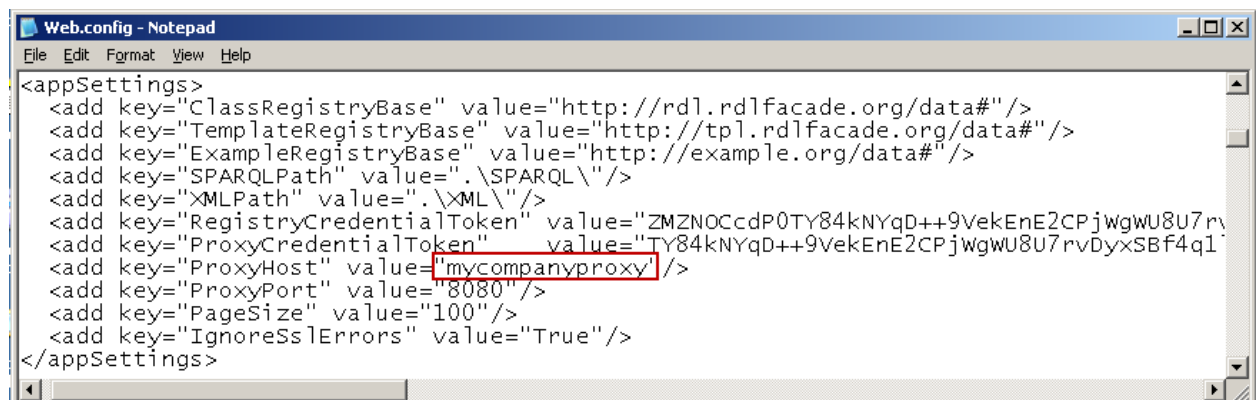 Web.config - Notepad
File Edit Format View Help
<appSettings>
<add key="ClassRegistryBase" value="http://rdl.rdlfacade.org/data#"/>
<add key="TemplateRegistryBase" value="http://tpl.rdlfacade.org/data#"/>
<add key="ExampleRegistryBase" value="http://example.org/data#"/>
<add key="SPARQLPath" value=".\SPARQL\"/>
<add key="XMLPath" value=".\XML\"/>
<add key="RegistryCredentialToken" value="ZMZNOCcdP0TY84kNYqD++9VekEnE2CPjWgWU8U7rv
<add key="ProxyCredentialToken" value="TY84kNYqD++9VekEnE2CPjWgWU8U7rvDyxSBf4q1
<add key="ProxyHost" value="mycompanyproxy"/>
<add key="ProxyPort" value="8080"/>
<add key="PageSize" value="100"/>
<add key="IgnoreSslErrors" value="True"/>
</appSettings>